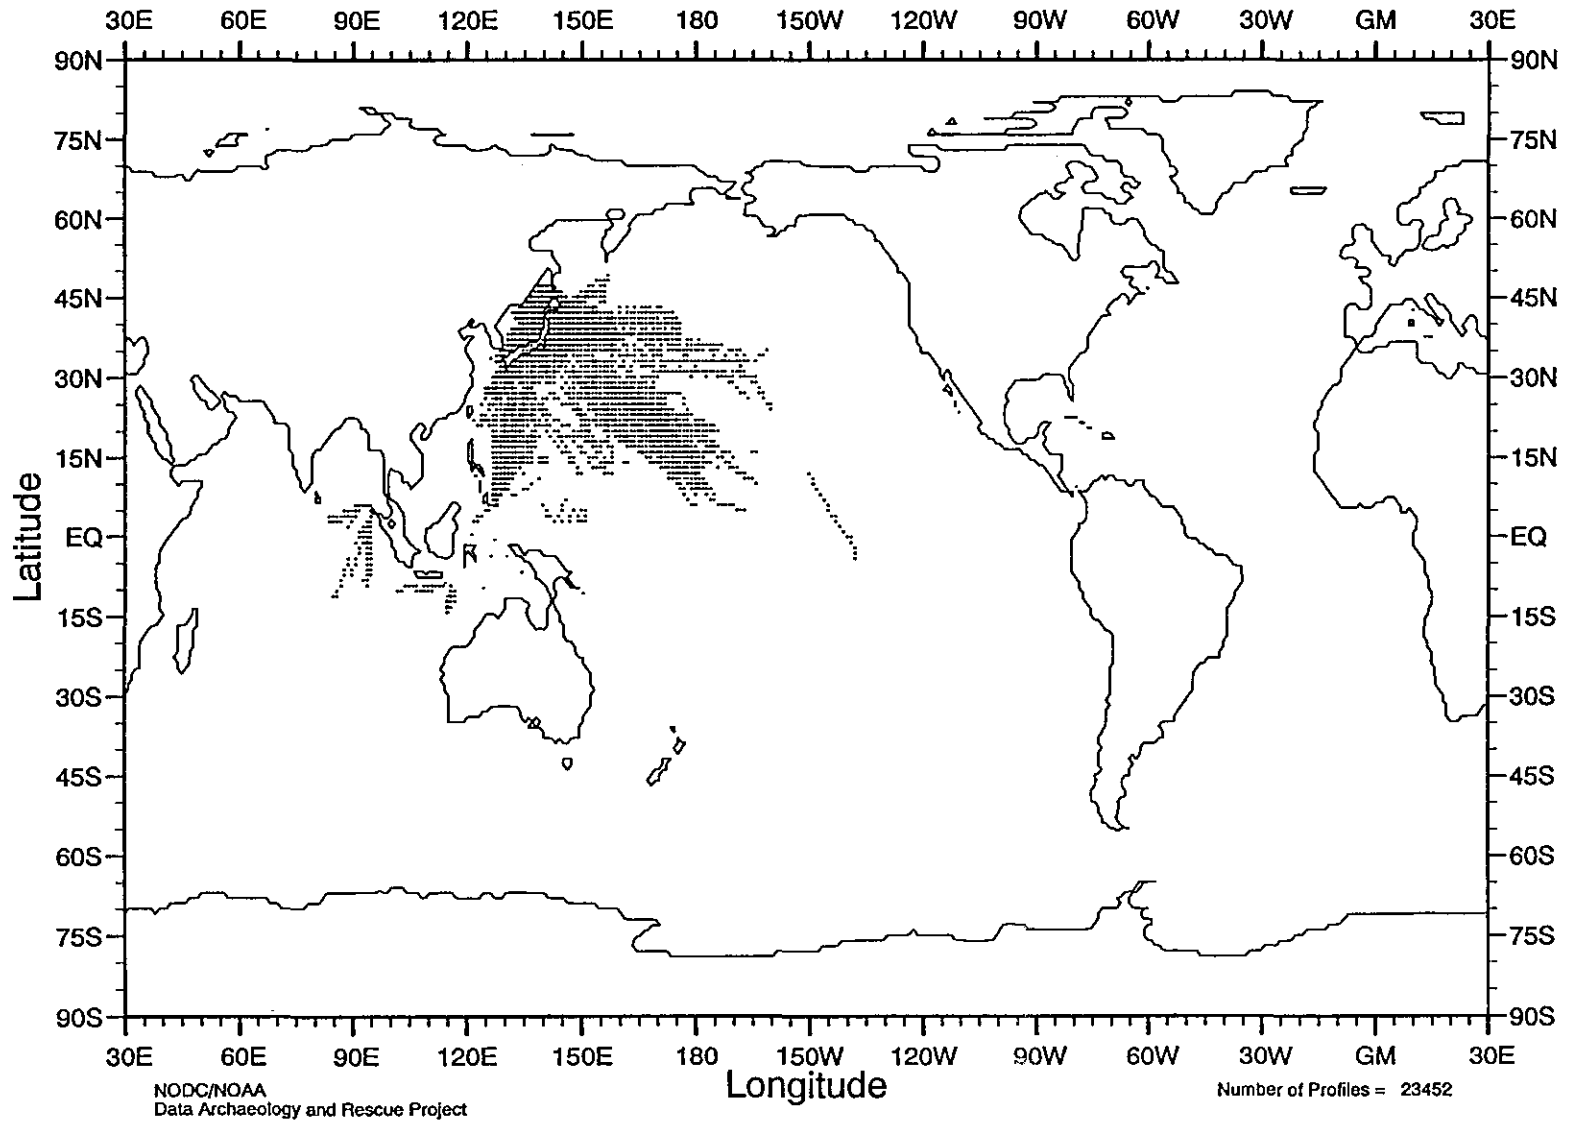 30E 60E 90E 120E 150E 180 150W 120W 90W 60W 30W GM 30E
90N 90N
75N 75N
60N 60N
45N 45N
30N 30N
15N 15N
EQ EQ
15S 15S
30S 30S
45S 45S
60S 60S
75S 75S
90S 90S
Latitude
30E 60E 90E 120E 150E 180 150W 120W 90W 60W 30W GM 30E
Longitude
NODC/NOAA
Data Archaeology and Rescue Project
Number of Profiles = 23452